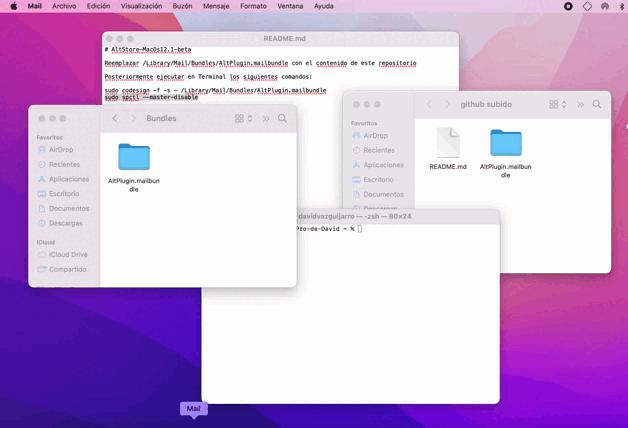 Mail Archivo Edición Visualización Buzón Mensaje Formato Ventana Ayuda
README.md
# AltStore-MacOs12.1-beta
Reemplazar /Library/Mail/Bundles/AltPlugin.mailbundle con el contenido de este repositorio
Posteriormente ejecutar en Terminal los siguientes comandos:
sudo codesign -f -s - /Library/Mail/Bundles/AltPlugin.mailbundle
sudo spctl --master-disable
Bundles
Favoritos
AirDrop
Recientes
Aplicaciones
Escritorio
Documentos
Descargas
iCloud
iCloud Drive
Compartido
AltPlugin.mailbun
dle
github subido
Favoritos
AirDrop
Recientes
Aplicaciones
Escritorio
Documentos
README.md
AltPlugin.mailbun
dle
davidvazguijarro — -zsh — 80×24
Pro-de-David ~ %
Mail